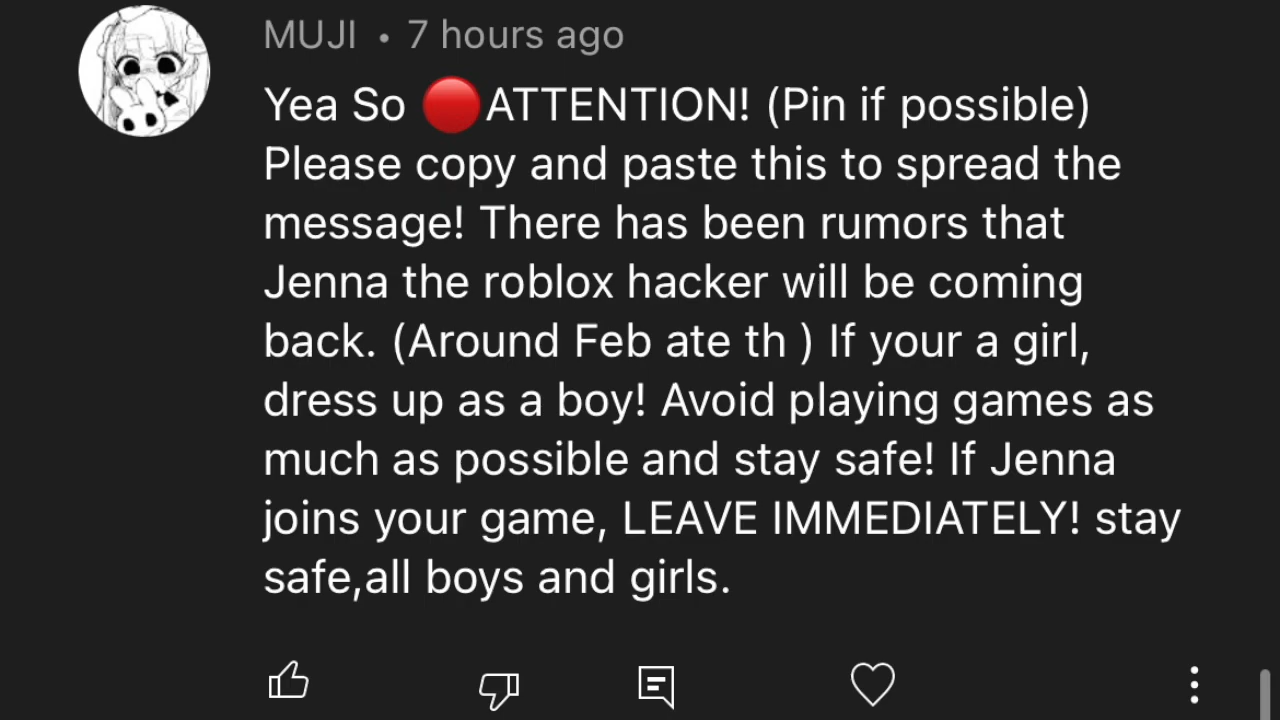 MUJI • 7 hours ago
Yea So 🔴ATTENTION! (Pin if possible)
Please copy and paste this to spread the
message! There has been rumors that
Jenna the roblox hacker will be coming
back. (Around Feb ate th ) If your a girl,
dress up as a boy! Avoid playing games as
much as possible and stay safe! If Jenna
joins your game, LEAVE IMMEDIATELY! stay
safe,all boys and girls.